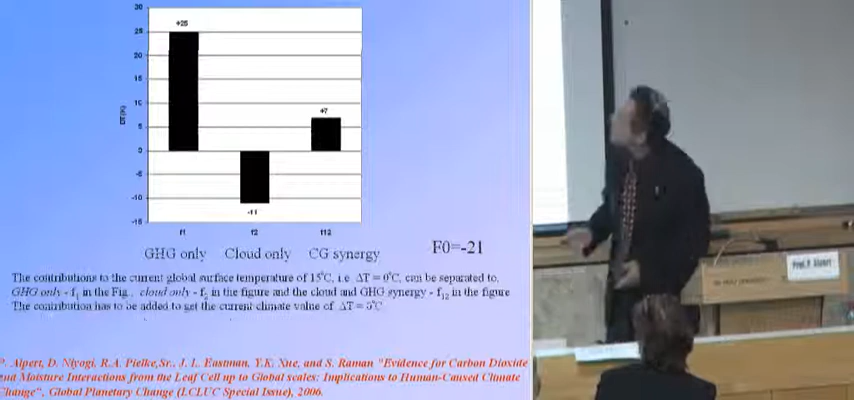 30
25
20
15
10
5
0
-5
-10
-15
DT(K)
+25
-11
+7
f1 f2 f12
GHG only Cloud only CG synergy
F0=-21
The contributions to the current global surface temperature of 15°C, i.e. ΔT = 0°C, can be separated to,
GHG only - f1 in the Fig., cloud only - f2 in the figure and the cloud and GHG synergy - f12 in the figure
The contribution has to be added to get the current climate value of ΔT = 0°C
P. Alpert, D. Niyogi, R.A. Pielke,Sr., J. L. Eastman, Y.K. Xue, and S. Raman "Evidence for Carbon Dioxide
and Moisture Interactions from the Leaf Cell up to Global scales: Implications to Human-Caused Climate
Change", Global Planetary Change (LCLUC Special Issue), 2006.
Prof. P. Alpert